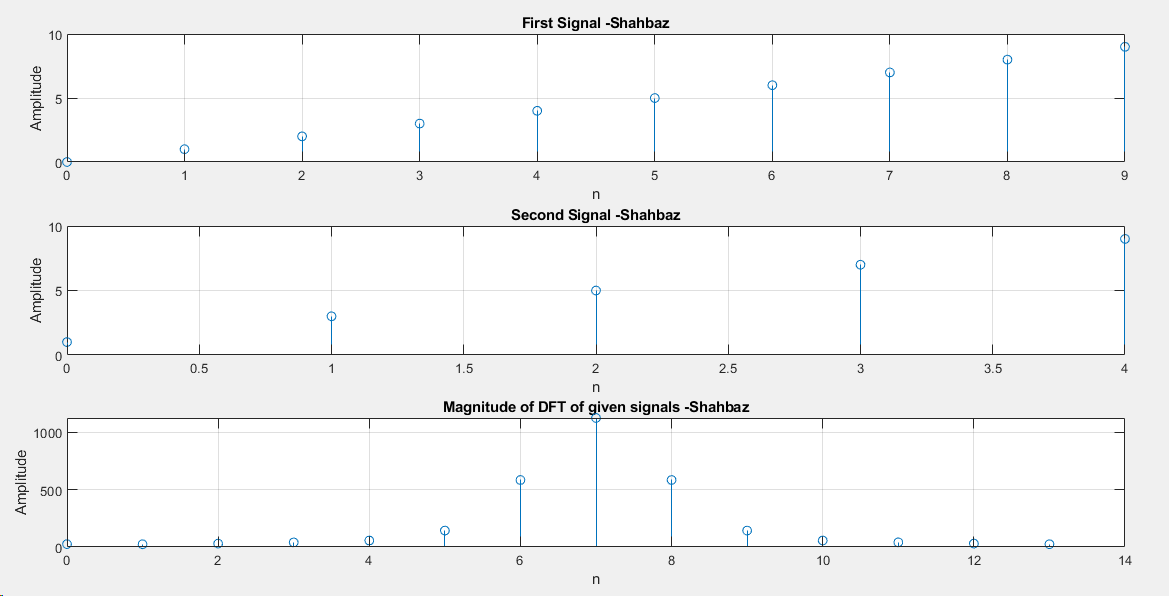 First Signal -Shahbaz
Amplitude
10
5
0
0 1 2 3 4 5 6 7 8 9
n
Second Signal -Shahbaz
Amplitude
10
5
0
0 0.5 1 1.5 2 2.5 3 3.5 4
n
Magnitude of DFT of given signals -Shahbaz
Amplitude
1000
500
0
0 2 4 6 8 10 12 14
n